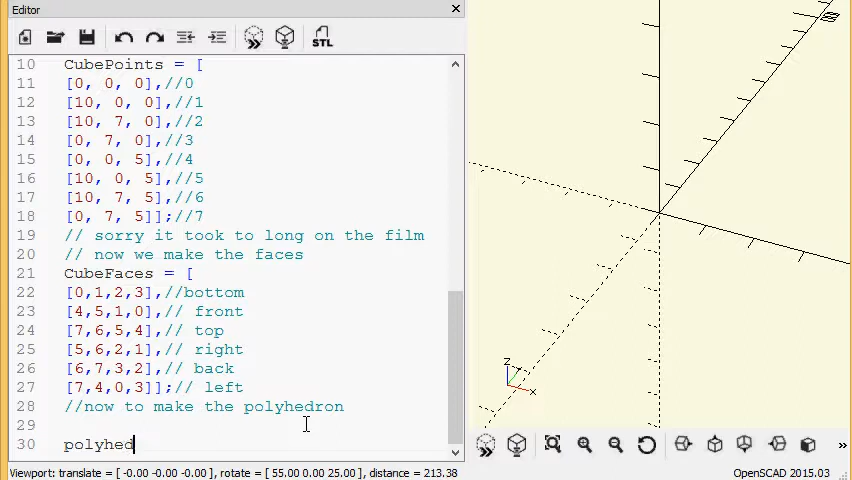 Editor
STL
10 CubePoints = [
11 [0, 0, 0],//0
12 [10, 0, 0],//1
13 [10, 7, 0],//2
14 [0, 7, 0],//3
15 [0, 0, 5],//4
16 [10, 0, 5],//5
17 [10, 7, 5],//6
18 [0, 7, 5]];//7
19 // sorry it took to long on the film
20 // now we make the faces
21 CubeFaces = [
22 [0,1,2,3],//bottom
23 [4,5,1,0],// front
24 [7,6,5,4],// top
25 [5,6,2,1],// right
26 [6,7,3,2],// back
27 [7,4,0,3]];// left
28 //now to make the polyhedron
29
30 polyhed
z
x
Viewport: translate = [ -0.00 -0.00 -0.00 ], rotate = [ 55.00 0.00 25.00 ], distance = 213.38
OpenSCAD 2015.03